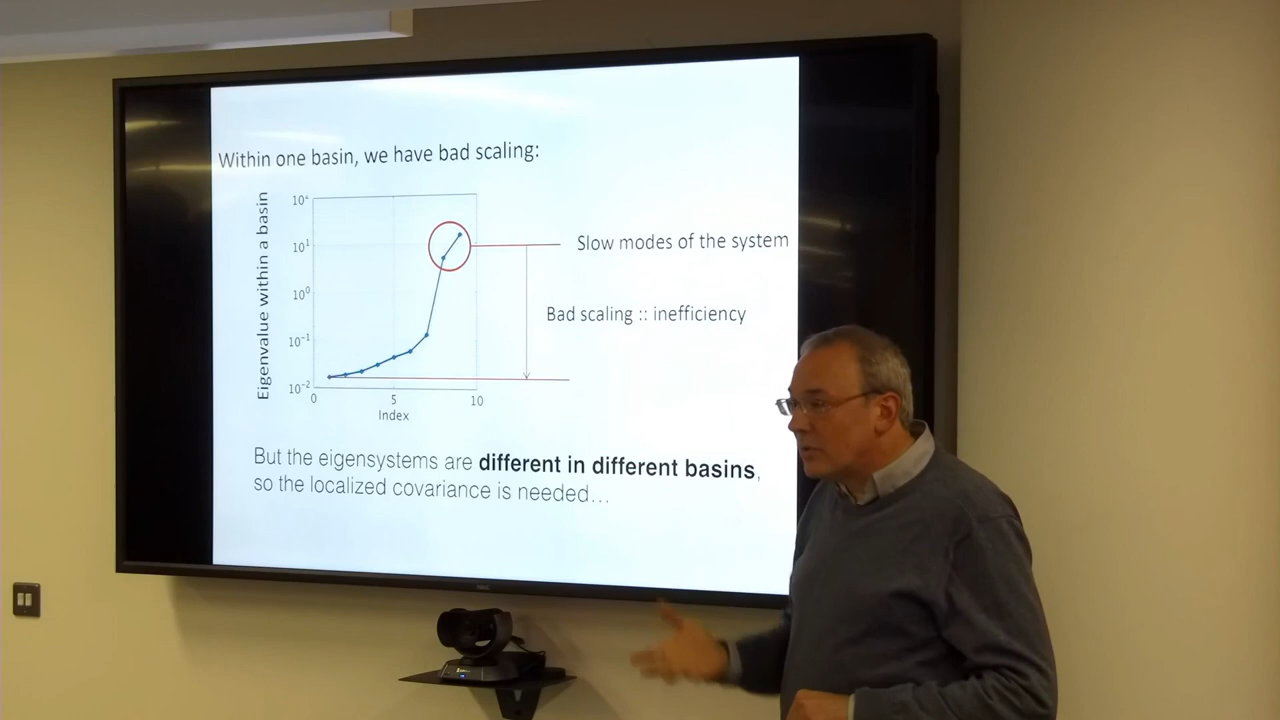 Within one basin, we have bad scaling:
Eigenvalue within a basin
10¹
10⁰
10⁻¹
10⁻²
0
5
10
Index
Slow modes of the system
Bad scaling :: inefficiency
But the eigensystems are different in different basins,
so the localized covariance is needed...